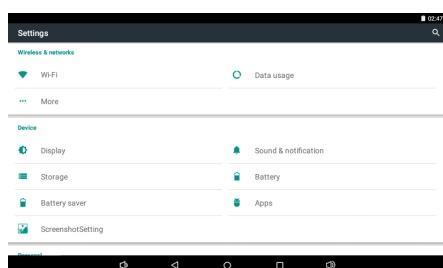 02:47
Settings
Wireless & networks
Wi-Fi
Data usage
More
Device
Display
Sound & notification
Storage
Battery
Battery saver
Apps
ScreenshotSetting
Personal